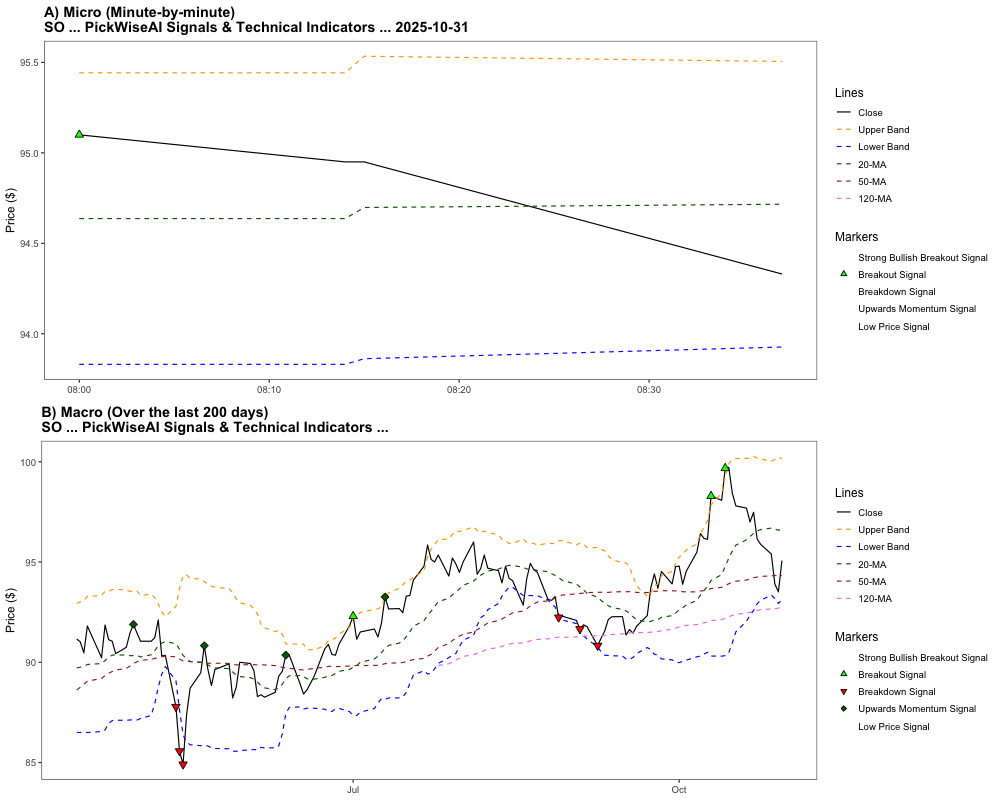 A) Micro (Minute-by-minute)
SO ... PickWiseAI Signals & Technical Indicators ... 2025-10-31
Price ($)
95.5
95.0
94.5
94.0
08:00
08:10
08:20
08:30
Lines
Close
Upper Band
Lower Band
20-MA
50-MA
120-MA
Markers
Strong Bullish Breakout Signal
Breakout Signal
Breakdown Signal
Upwards Momentum Signal
Low Price Signal
B) Macro (Over the last 200 days)
SO ... PickWiseAI Signals & Technical Indicators ...
Price ($)
100
95
90
85
Jul
Oct
Lines
Close
Upper Band
Lower Band
20-MA
50-MA
120-MA
Markers
Strong Bullish Breakout Signal
Breakout Signal
Breakdown Signal
Upwards Momentum Signal
Low Price Signal